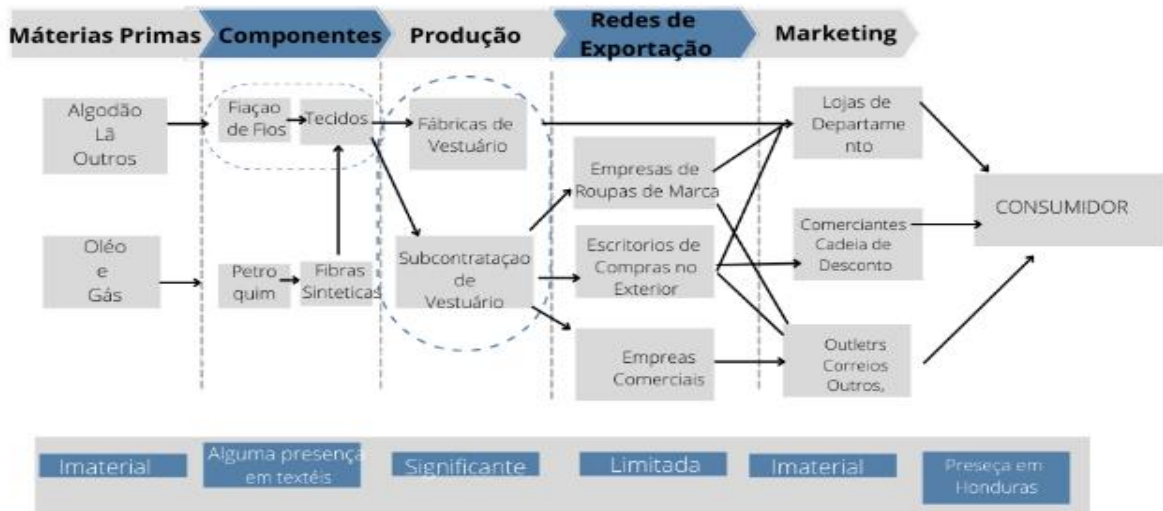 Máterias Primas
Componentes
Produção
Redes de
Exportação
Marketing
Algodão
Lã
Outros
Fiaçao
de Fios
Tecidos
Fábricas de
Vestuário
Lojas de
Departame
nto
Empresas de
Roupas de Marca
CONSUMIDOR
Oléo
e
Gás
Petro
quim
Fibras
Sinteticas
Subcontrataçao
de
Vestuário
Escritorios de
Compras no
Exterior
Comerciantes
Cadeia de
Desconto
Empreas
Comerciais
Outletrs
Correios
Outros,
Imaterial
Alguma presença
em textéis
Significante
Limitada
Imaterial
Preseça em
Honduras